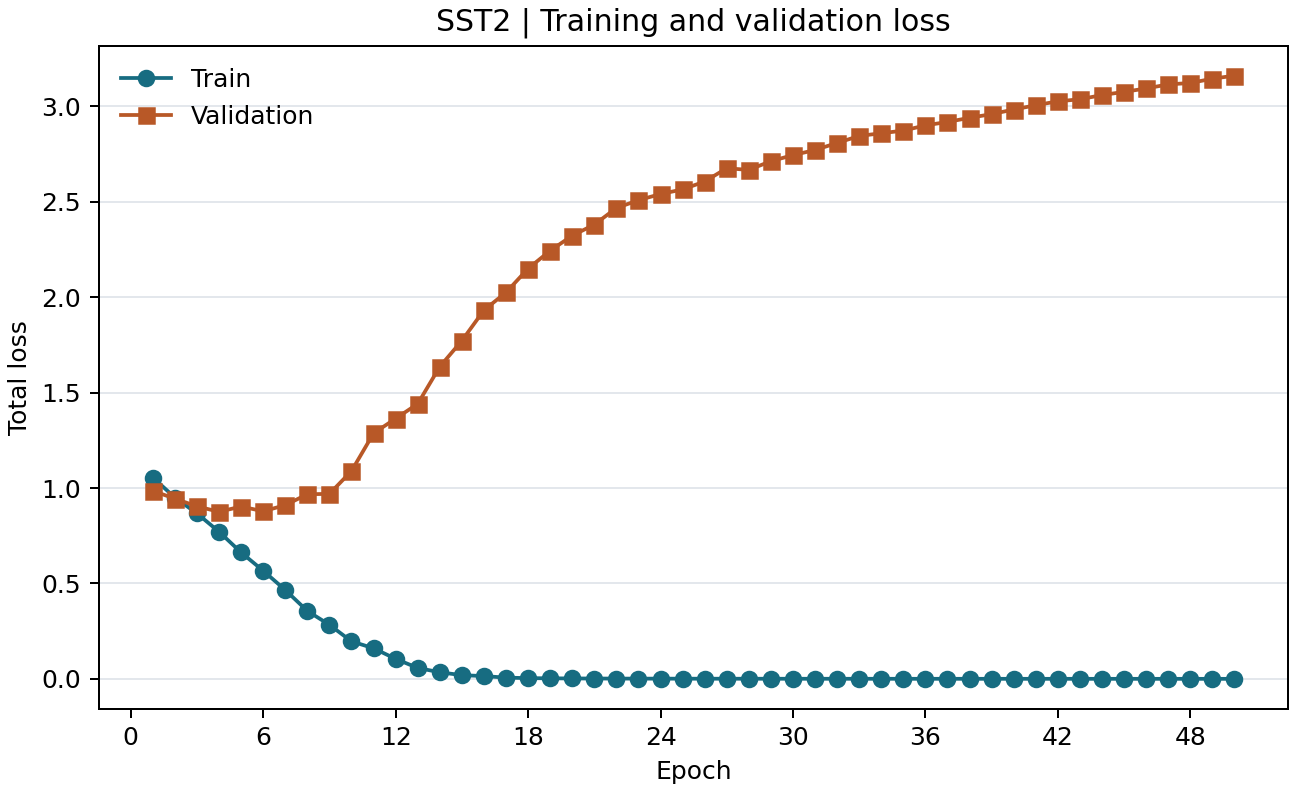 SST2 | Training and validation loss
Train
Validation
3.0
2.5
2.0
1.5
1.0
0.5
0.0
Total loss
0 6 12 18 24 30 36 42 48
Epoch